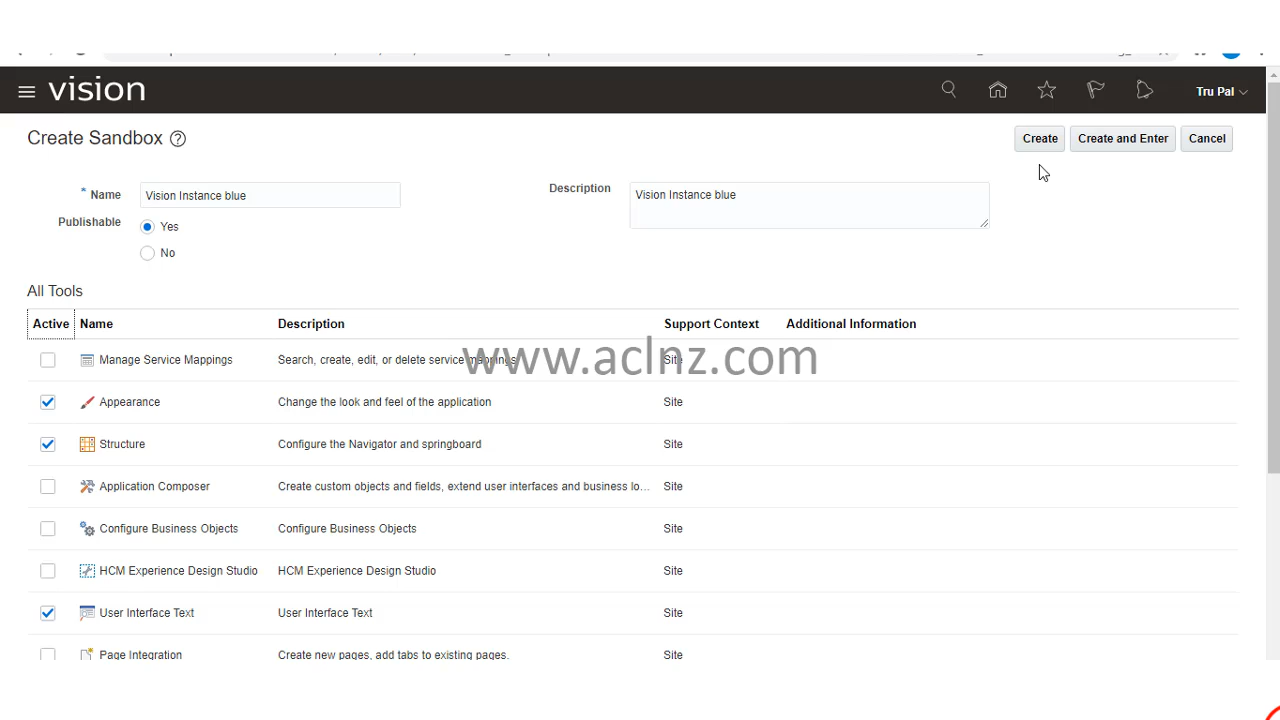 vision
Tru Pal
Create Sandbox ?
Create
Create and Enter
Cancel
* Name
Vision Instance blue
Description
Vision Instance blue
Publishable
Yes
No
All Tools
Active Name Description Support Context Additional Information
Manage Service Mappings Search, create, edit, or delete service mappings. Site
www.aclnz.com
Appearance Change the look and feel of the application Site
Structure Configure the Navigator and springboard Site
Application Composer Create custom objects and fields, extend user interfaces and business lo... Site
Configure Business Objects Configure Business Objects Site
HCM Experience Design Studio HCM Experience Design Studio Site
User Interface Text User Interface Text Site
Page Integration Create new pages, add tabs to existing pages. Site